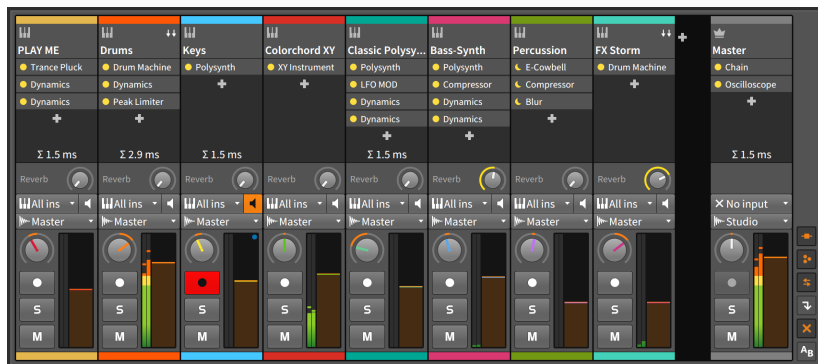 PLAY ME
Drums
Keys
Colorchord XY
Classic Polysy...
Bass-Synth
Percussion
FX Storm
Master
Trance Pluck
Drum Machine
Polysynth
XY Instrument
Polysynth
Polysynth
E-Cowbell
Drum Machine
Chain
Dynamics
Dynamics
LFO MOD
Compressor
Compressor
Oscilloscope
Dynamics
Peak Limiter
Dynamics
Dynamics
Blur
Dynamics
Dynamics
Σ 1.5 ms
Σ 2.9 ms
Σ 1.5 ms
Σ 1.5 ms
Σ 1.5 ms
Reverb
Reverb
Reverb
Reverb
Reverb
Reverb
Reverb
Reverb
All ins
All ins
All ins
All ins
All ins
All ins
All ins
All ins
No input
Master
Master
Master
Master
Master
Master
Master
Master
Studio
S
S
S
S
S
S
S
S
S
M
M
M
M
M
M
M
M
M
AB